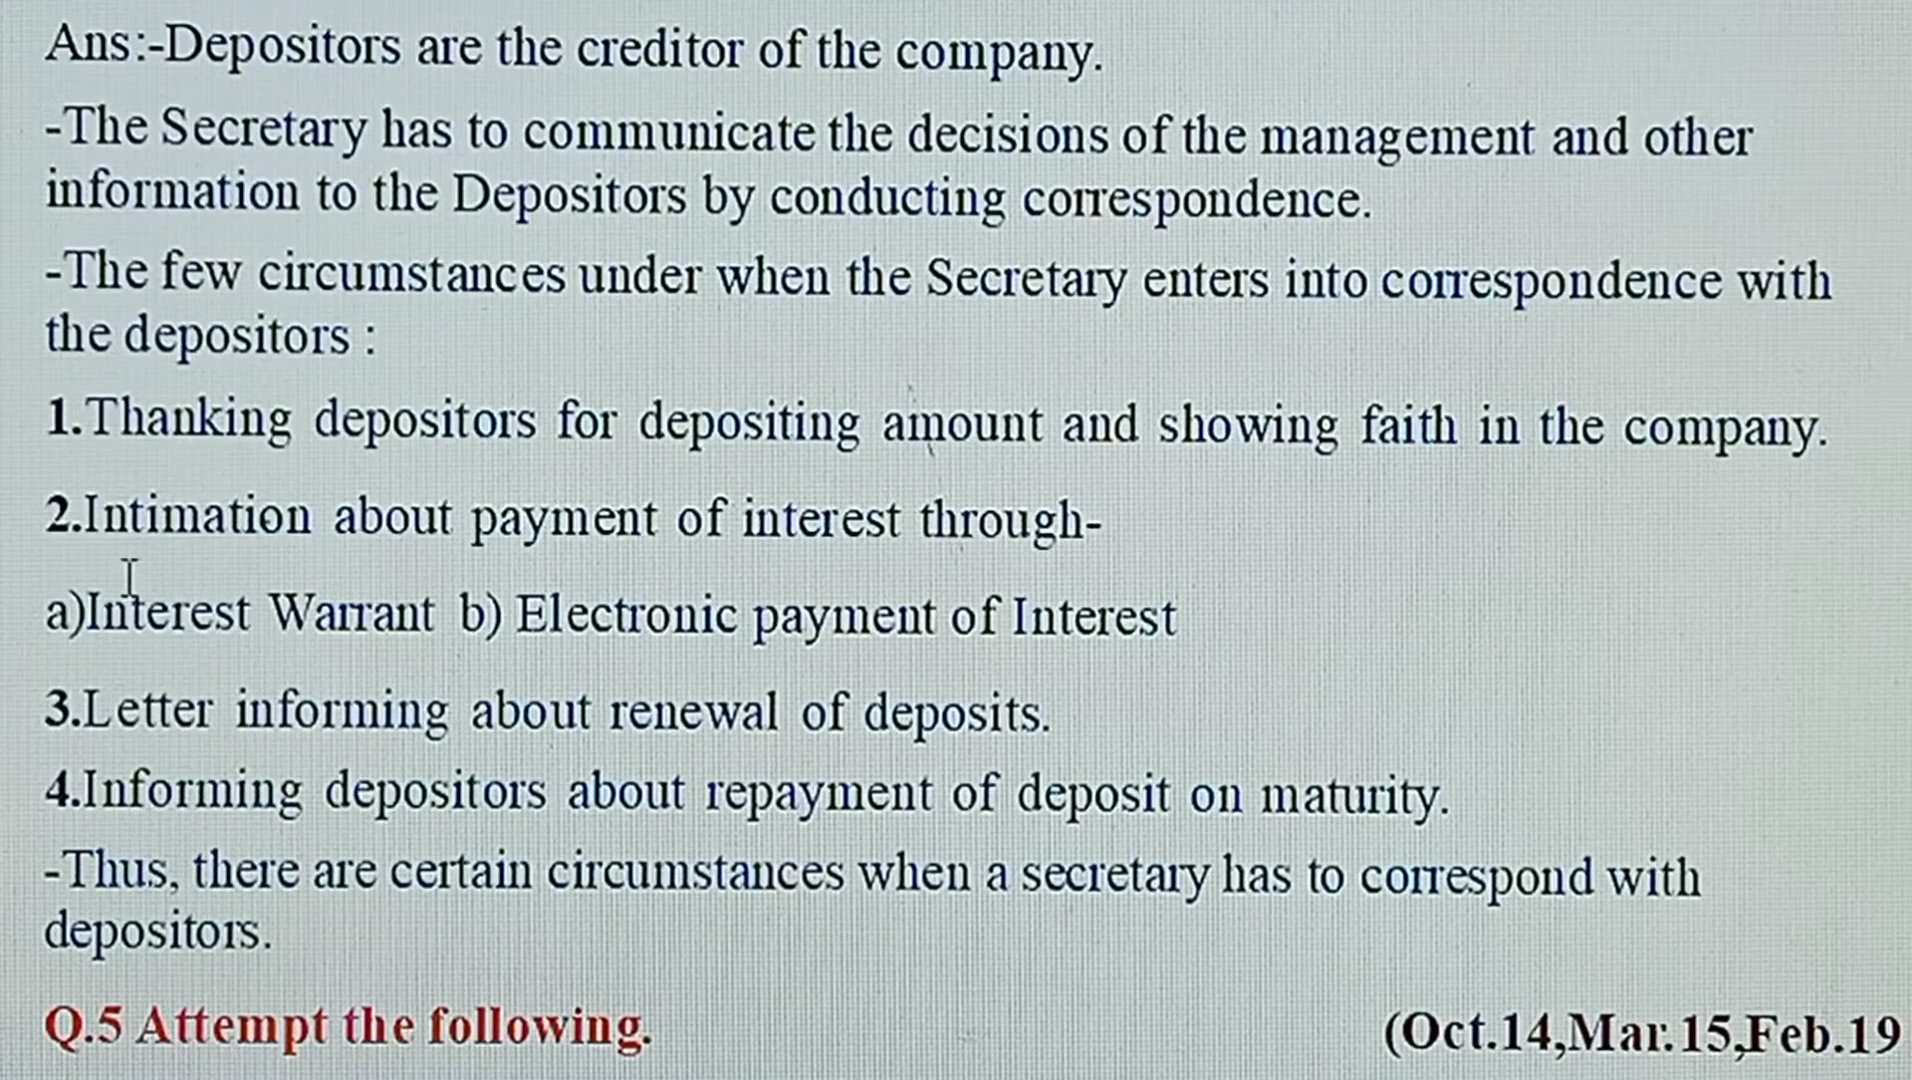 Ans:-Depositors are the creditor of the company.
-The Secretary has to communicate the decisions of the management and other
information to the Depositors by conducting correspondence.
-The few circumstances under when the Secretary enters into correspondence with
the depositors :
1.Thanking depositors for depositing amount and showing faith in the company.
2.Intimation about payment of interest through-
a)Interest Warrant b) Electronic payment of Interest
3.Letter informing about renewal of deposits.
4.Informing depositors about repayment of deposit on maturity.
-Thus, there are certain circumstances when a secretary has to correspond with
depositors.
Q.5 Attempt the following. (Oct.14,Mar.15,Feb.19